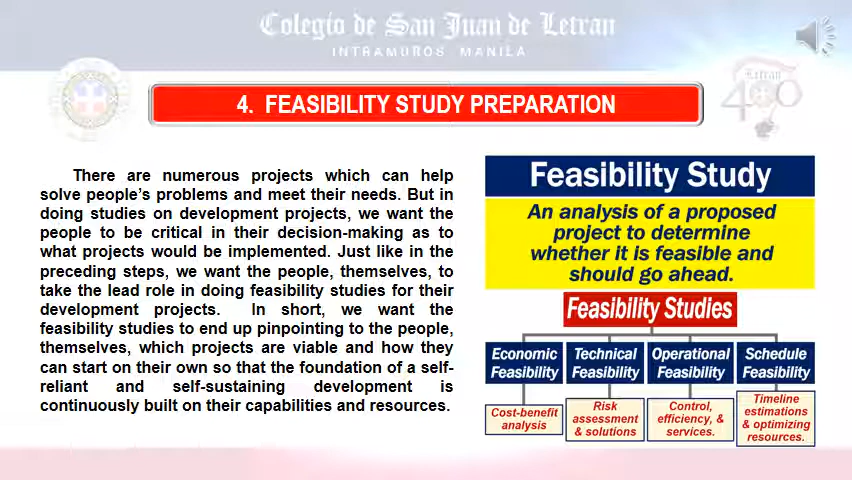 Colegio de San Juan de Letran
INTRAMUROS MANILA
Letran
400
4. FEASIBILITY STUDY PREPARATION
There are numerous projects which can help
solve people's problems and meet their needs. But in
doing studies on development projects, we want the
people to be critical in their decision-making as to
what projects would be implemented. Just like in the
preceding steps, we want the people, themselves, to
take the lead role in doing feasibility studies for their
development projects. In short, we want the
feasibility studies to end up pinpointing to the people,
themselves, which projects are viable and how they
can start on their own so that the foundation of a self-
reliant and self-sustaining development is
continuously built on their capabilities and resources.
Feasibility Study
An analysis of a proposed
project to determine
whether it is feasible and
should go ahead.
Feasibility Studies
Economic
Feasibility
Cost-benefit
analysis
Technical
Feasibility
Risk
assessment
& solutions
Operational
Feasibility
Control,
efficiency, &
services.
Schedule
Feasibility
Timeline
estimations
& optimizing
resources.